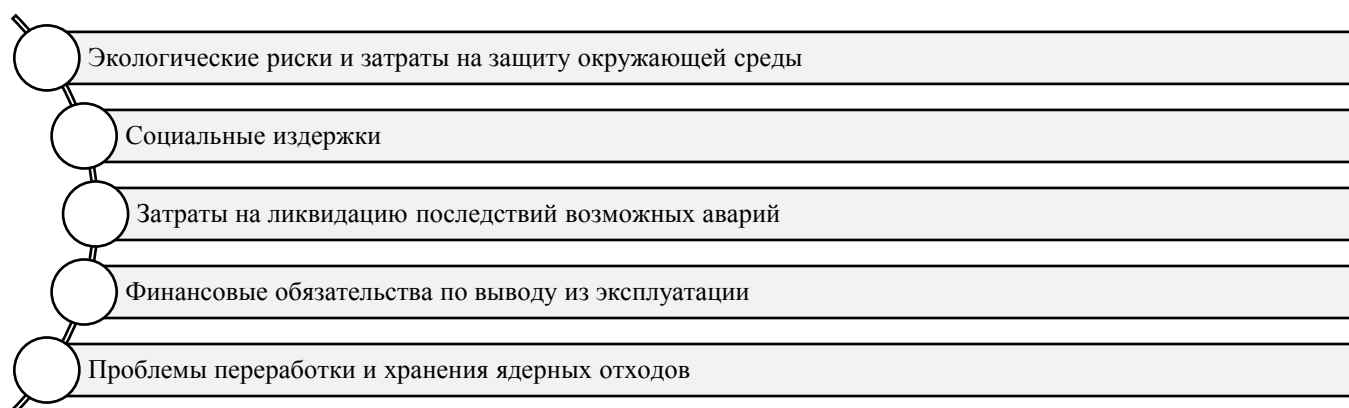 Экологические риски и затраты на защиту окружающей среды
Социальные издержки
Затраты на ликвидацию последствий возможных аварий
Финансовые обязательства по выводу из эксплуатации
Проблемы переработки и хранения ядерных отходов